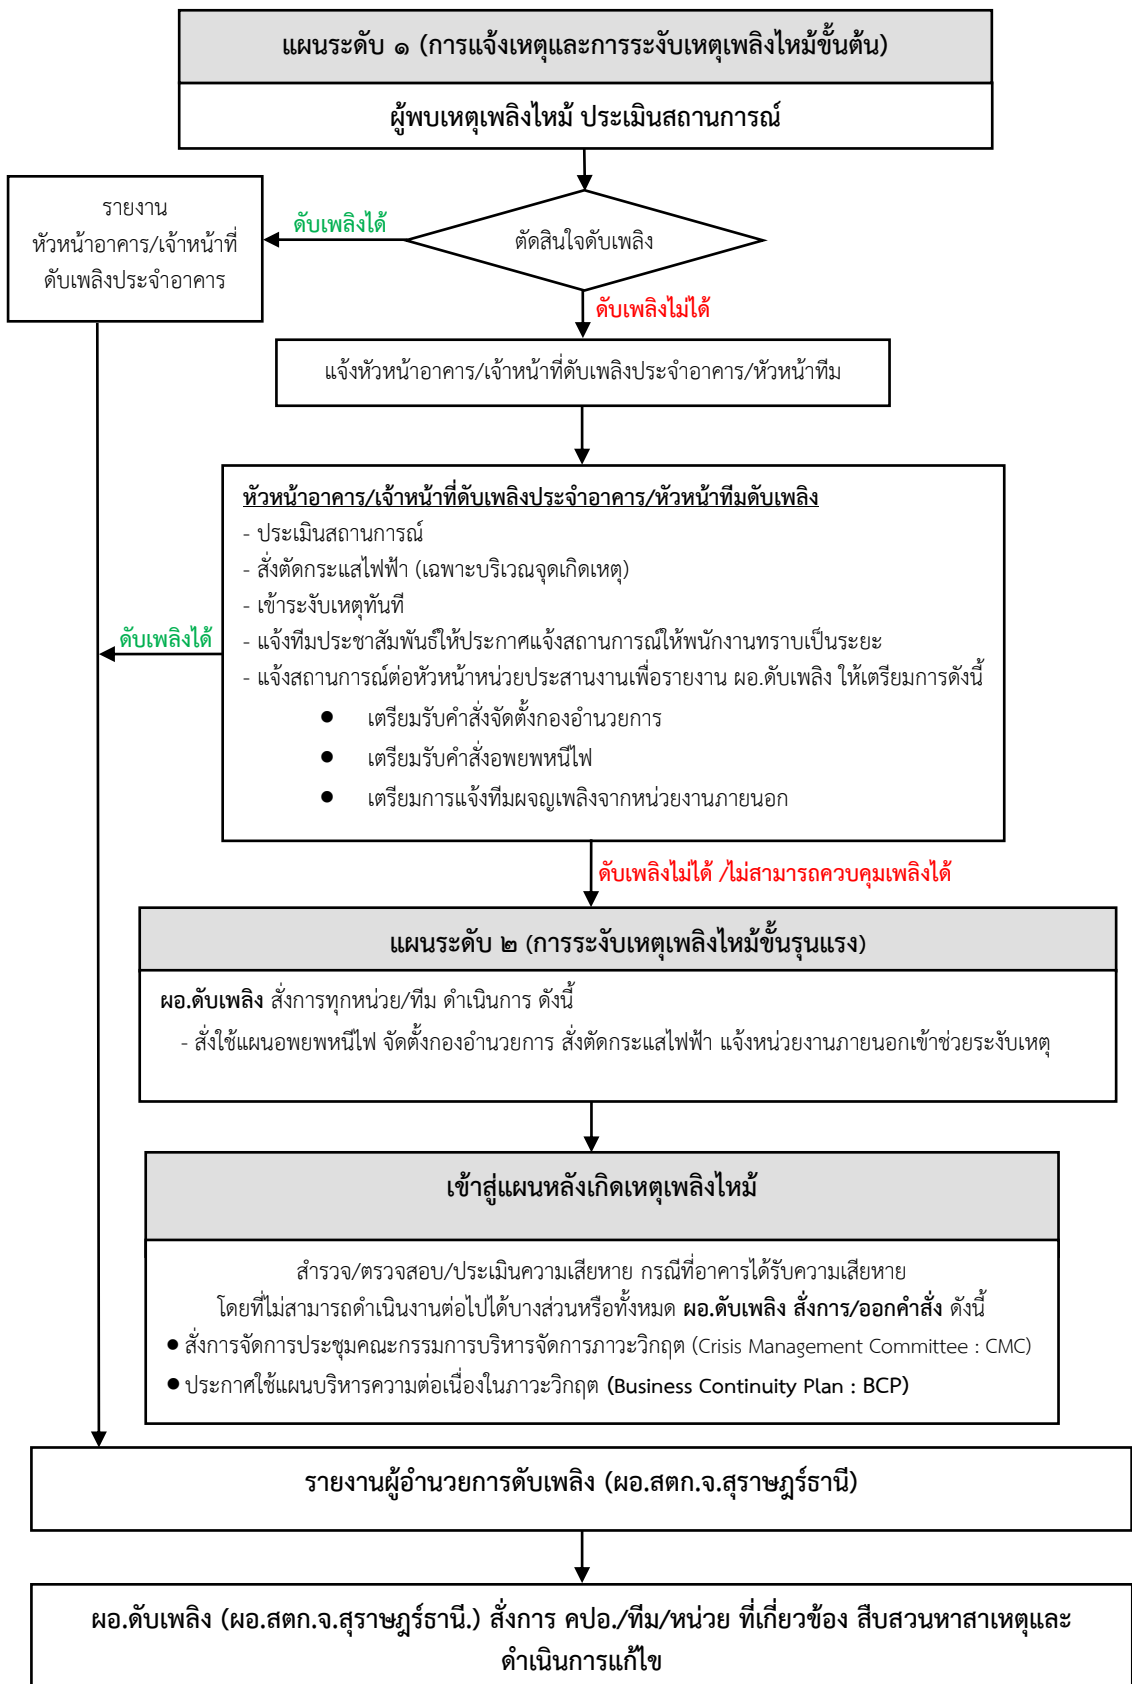 แผนระดับ ๑ (การแจ้งเหตุและการระงับเหตุเพลิงไหม้ขั้นต้น)
ผู้พบเหตุเพลิงไหม้ ประเมินสถานการณ์
รายงาน
หัวหน้าอาคาร/เจ้าหน้าที่
ดับเพลิงประจำอาคาร
ดับเพลิงได้
ตัดสินใจดับเพลิง
ดับเพลิงไม่ได้
แจ้งหัวหน้าอาคาร/เจ้าหน้าที่ดับเพลิงประจำอาคาร/หัวหน้าทีม
หัวหน้าอาคาร/เจ้าหน้าที่ดับเพลิงประจำอาคาร/หัวหน้าทีมดับเพลิง
- ประเมินสถานการณ์
- สั่งตัดกระแสไฟฟ้า (เฉพาะบริเวณจุดเกิดเหตุ)
- เข้าระงับเหตุทันที
- แจ้งทีมประชาสัมพันธ์ให้ประกาศแจ้งสถานการณ์ให้พนักงานทราบเป็นระยะ
- แจ้งสถานการณ์ต่อหัวหน้าหน่วยประสานงานเพื่อรายงาน ผอ.ดับเพลิง ให้เตรียมการดังนี้
● เตรียมรับคำสั่งจัดตั้งกองอำนวยการ
● เตรียมรับคำสั่งอพยพหนีไฟ
● เตรียมการแจ้งทีมผจญเพลิงจากหน่วยงานภายนอก
ดับเพลิงได้
ดับเพลิงไม่ได้ /ไม่สามารถควบคุมเพลิงได้
แผนระดับ ๒ (การระงับเหตุเพลิงไหม้ขั้นรุนแรง)
ผอ.ดับเพลิง สั่งการทุกหน่วย/ทีม ดำเนินการ ดังนี้
- สั่งใช้แผนอพยพหนีไฟ จัดตั้งกองอำนวยการ สั่งตัดกระแสไฟฟ้า แจ้งหน่วยงานภายนอกเข้าช่วยระงับเหตุ
เข้าสู่แผนหลังเกิดเหตุเพลิงไหม้
สำรวจ/ตรวจสอบ/ประเมินความเสียหาย กรณีที่อาคารได้รับความเสียหาย
โดยที่ไม่สามารถดำเนินงานต่อไปได้บางส่วนหรือทั้งหมด ผอ.ดับเพลิง สั่งการ/ออกคำสั่ง ดังนี้
● สั่งการจัดการประชุมคณะกรรมการบริหารจัดการภาวะวิกฤต (Crisis Management Committee : CMC)
● ประกาศใช้แผนบริหารความต่อเนื่องในภาวะวิกฤต (Business Continuity Plan : BCP)
รายงานผู้อำนวยการดับเพลิง (ผอ.สตก.จ.สุราษฎร์ธานี)
ผอ.ดับเพลิง (ผอ.สตก.จ.สุราษฎร์ธานี.) สั่งการ คปอ./ทีม/หน่วย ที่เกี่ยวข้อง สืบสวนหาสาเหตุและ
ดำเนินการแก้ไข